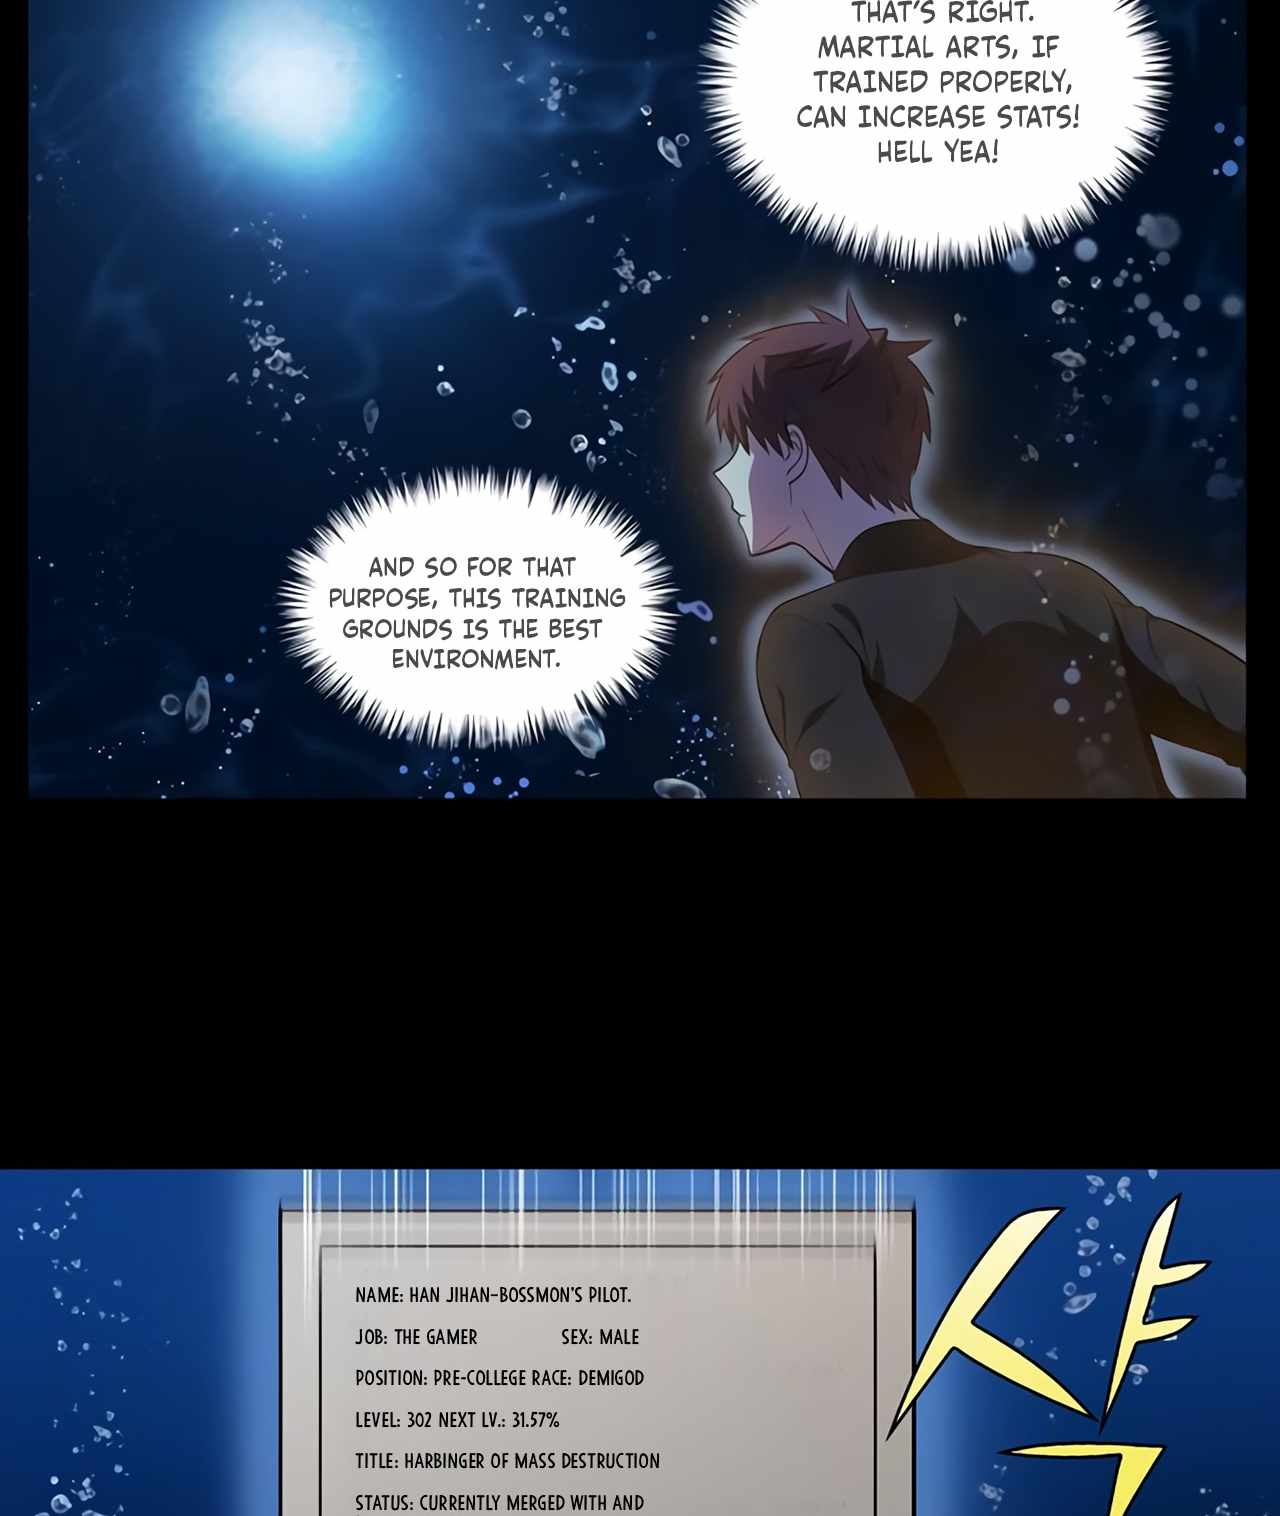 THAT'S RIGHT.
MARTIAL ARTS, IF
TRAINED PROPERLY,
CAN INCREASE STATS!
HELL YEA!
AND SO FOR THAT
PURPOSE, THIS TRAINING
GROUNDS IS THE BEST
ENVIRONMENT.
NAME: HAN JIHAN-BOSSMON'S PILOT.
JOB: THE GAMER SEX: MALE
POSITION: PRE-COLLEGE RACE: DEMIGOD
LEVEL: 302 NEXT LV.: 31.57%
TITLE: HARBINGER OF MASS DESTRUCTION
STATUS: CURRENTLY MERGED WITH AND
샤